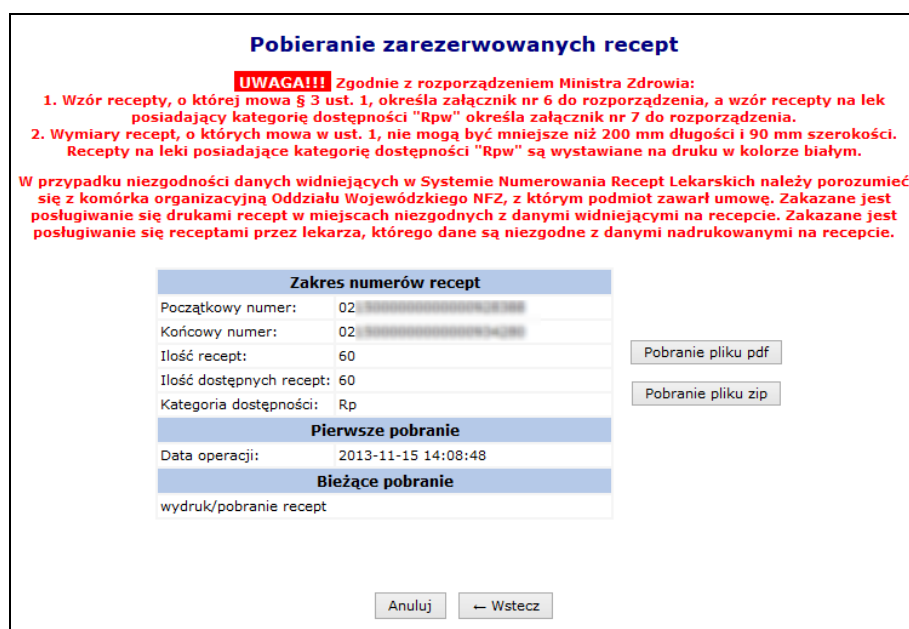 Pobieranie zarezerwowanych recept
UWAGA!!! Zgodnie z rozporządzeniem Ministra Zdrowia:
1. Wzór recepty, o której mowa § 3 ust. 1, określa załącznik nr 6 do rozporządzenia, a wzór recepty na lek
posiadający kategorię dostępności "Rpw" określa załącznik nr 7 do rozporządzenia.
2. Wymiary recept, o których mowa w ust. 1, nie mogą być mniejsze niż 200 mm długości i 90 mm szerokości.
Recepty na leki posiadające kategorię dostępności "Rpw" są wystawiane na druku w kolorze białym.
W przypadku niezgodności danych widniejących w Systemie Numerowania Recept Lekarskich należy porozumieć
się z komórka organizacyjną Oddziału Wojewódzkiego NFZ, z którym podmiot zawarł umowę. Zakazane jest
posługiwanie się drukami recept w miejscach niezgodnych z danymi widniejącymi na recepcie. Zakazane jest
posługiwanie się receptami przez lekarza, którego dane są niezgodne z danymi nadrukowanymi na recepcie.
Zakres numerów recept
Początkowy numer: 02
Końcowy numer: 02
Ilość recept: 60
Pobranie pliku pdf
Ilość dostępnych recept: 60
Pobranie pliku zip
Kategoria dostępności: Rp
Pierwsze pobranie
Data operacji: 2013-11-15 14:08:48
Bieżące pobranie
wydruk/pobranie recept
Anuluj ← Wstecz